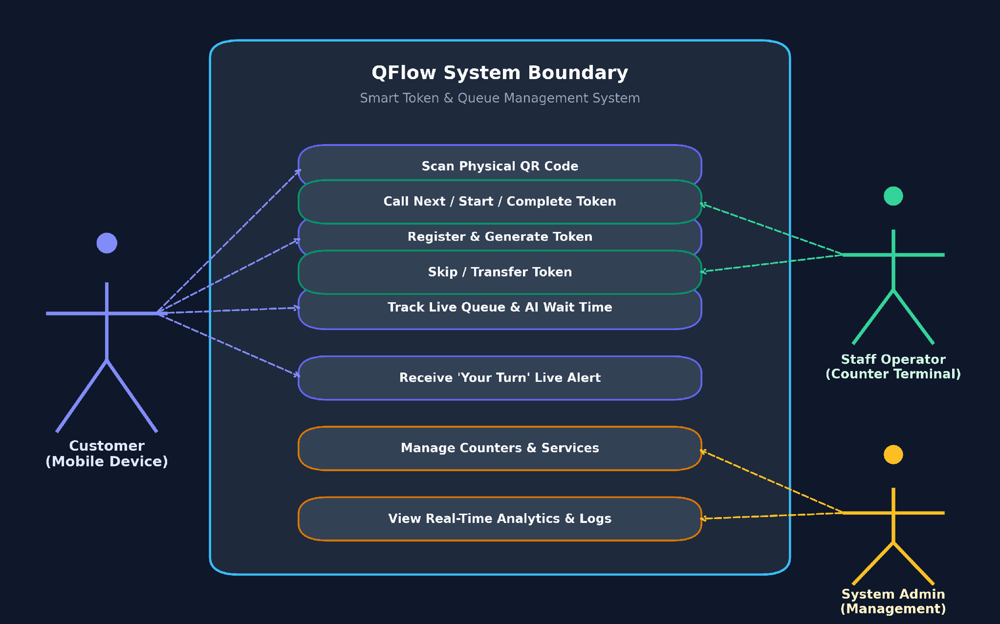 QFlow System Boundary
Smart Token & Queue Management System
Scan Physical QR Code
Call Next / Start / Complete Token
Register & Generate Token
Skip / Transfer Token
Track Live Queue & AI Wait Time
Receive 'Your Turn' Live Alert
Manage Counters & Services
View Real-Time Analytics & Logs
Customer
(Mobile Device)
Staff Operator
(Counter Terminal)
System Admin
(Management)